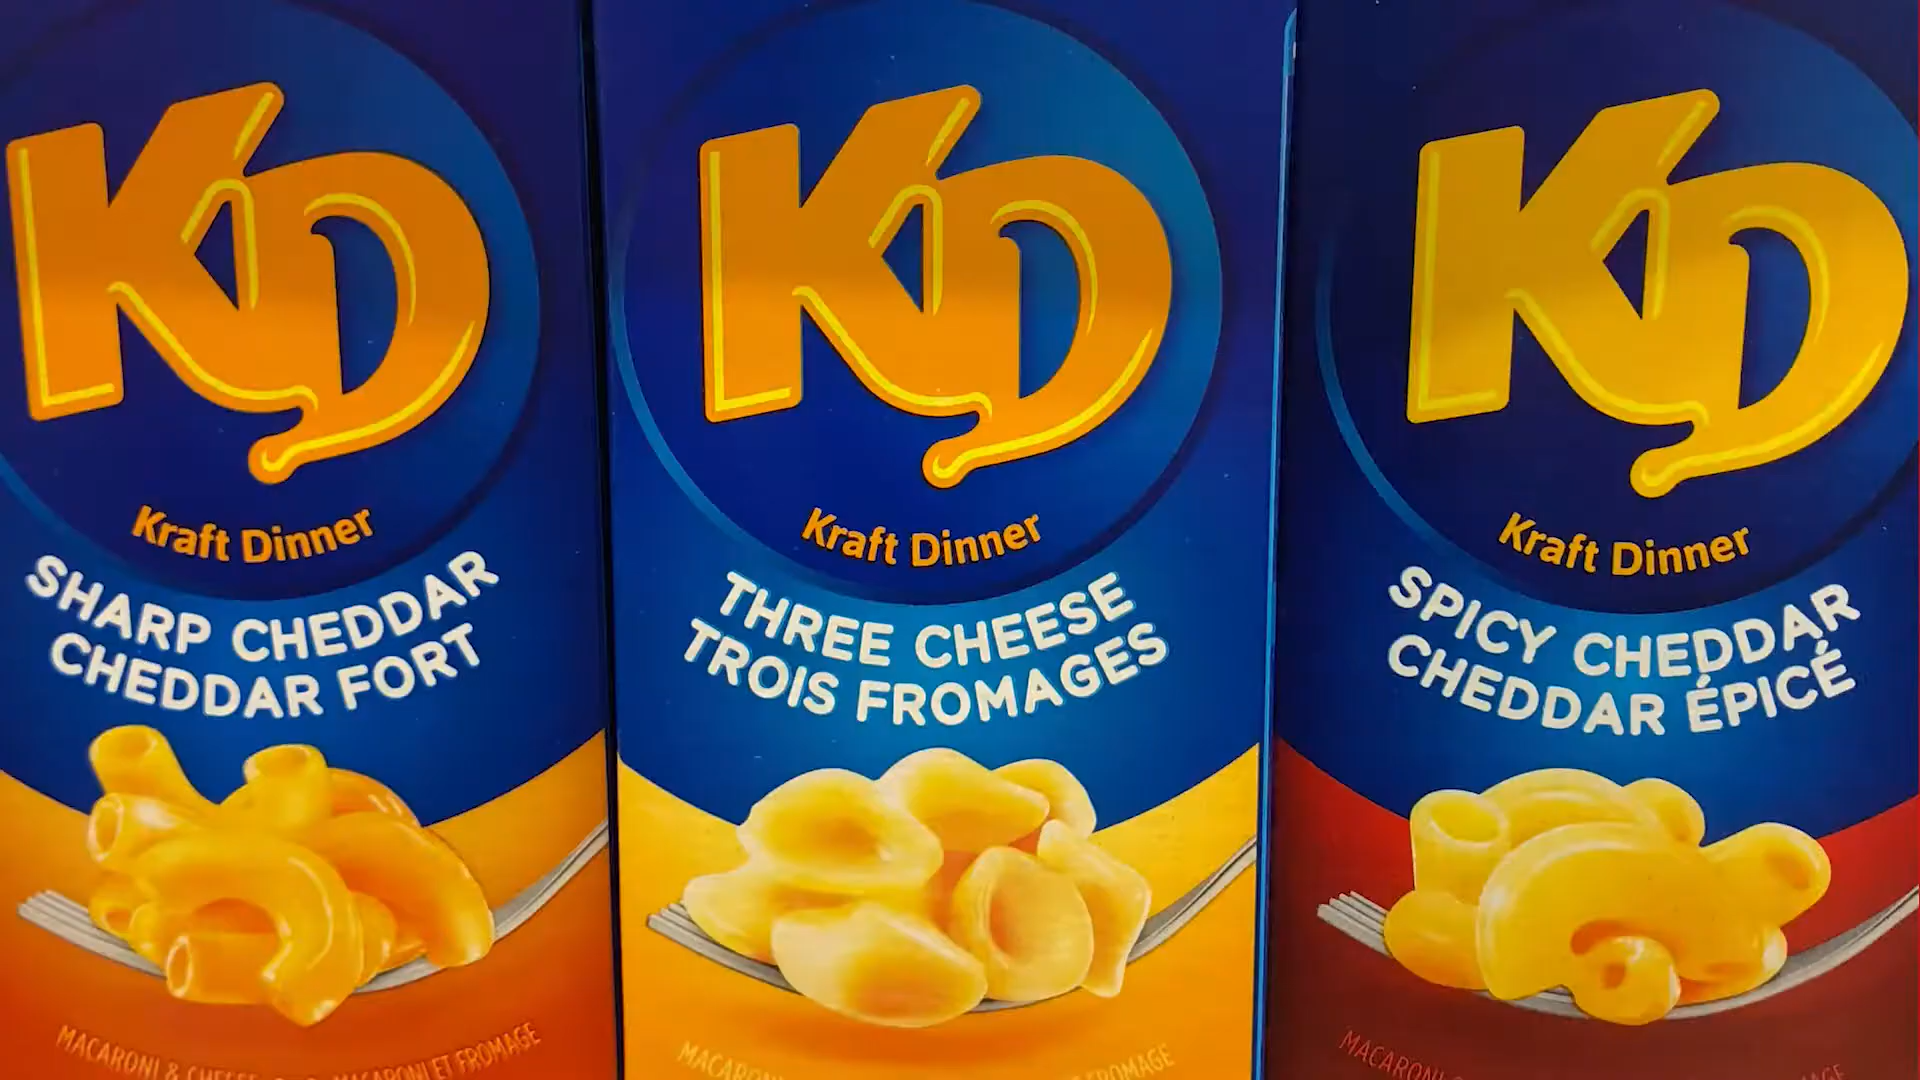 KD
Kraft Dinner
SHARP CHEDDAR
CHEDDAR FORT
MACARONI & CHEESE
MACARONI ET FROMAGE
KD
Kraft Dinner
THREE CHEESE
TROIS FROMAGES
MACARONI
FROMAGE
KD
Kraft Dinner
SPICY CHEDDAR
CHEDDAR ÉPICÉ
MACARONI